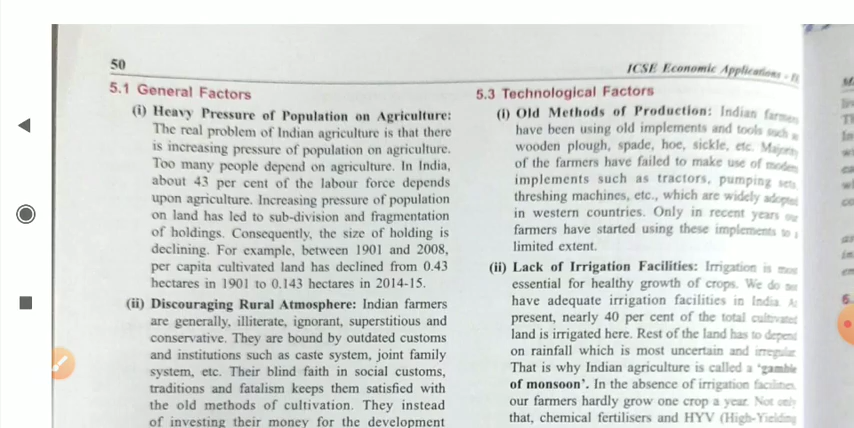 50
ICSE Economic Applications - II
5.1 General Factors
(i) Heavy Pressure of Population on Agriculture:
The real problem of Indian agriculture is that there
is increasing pressure of population on agriculture.
Too many people depend on agriculture. In India,
about 43 per cent of the labour force depends
upon agriculture. Increasing pressure of population
on land has led to sub-division and fragmentation
of holdings. Consequently, the size of holding is
declining. For example, between 1901 and 2008,
per capita cultivated land has declined from 0.43
hectares in 1901 to 0.143 hectares in 2014-15.
(ii) Discouraging Rural Atmosphere: Indian farmers
are generally, illiterate, ignorant, superstitious and
conservative. They are bound by outdated customs
and institutions such as caste system, joint family
system, etc. Their blind faith in social customs,
traditions and fatalism keeps them satisfied with
the old methods of cultivation. They instead
of investing their money for the development
5.3 Technological Factors
(i) Old Methods of Production: Indian farmers
have been using old implements and tools such as
wooden plough, spade, hoe, sickle, etc. Majority
of the farmers have failed to make use of modern
implements such as tractors, pumping sets,
threshing machines, etc., which are widely adopted
in western countries. Only in recent years our
farmers have started using these implements to a
limited extent.
(ii) Lack of Irrigation Facilities: Irrigation is most
essential for healthy growth of crops. We do not
have adequate irrigation facilities in India. At
present, nearly 40 per cent of the total cultivated
land is irrigated here. Rest of the land has to depend
on rainfall which is most uncertain and irregular.
That is why Indian agriculture is called a 'gamble
of monsoon'. In the absence of irrigation facilities,
our farmers hardly grow one crop a year. Not only
that, chemical fertilisers and HYV (High-Yielding
6.